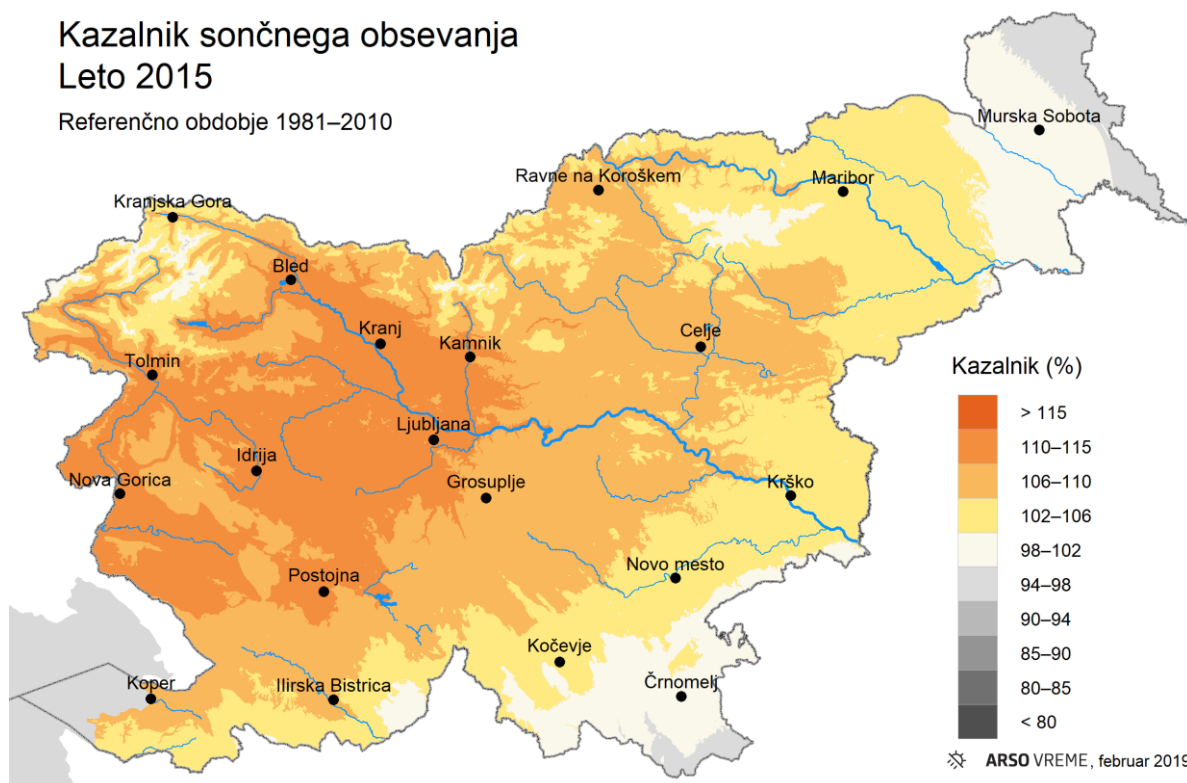 Kazalnik sončnega obsevanja
Leto 2015
Referenčno obdobje 1981–2010
Murska Sobota
Ravne na Koroškem
Maribor
Kranjska Gora
Bled
Kranj
Kamnik
Celje
Tolmin
Ljubljana
Idrija
Nova Gorica
Grosuplje
Krško
Postojna
Novo mesto
Kočevje
Koper
Ilirska Bistrica
Črnomelj
Kazalnik (%)
> 115
110–115
106–110
102–106
98–102
94–98
90–94
85–90
80–85
< 80
ARSO VREME, februar 2019